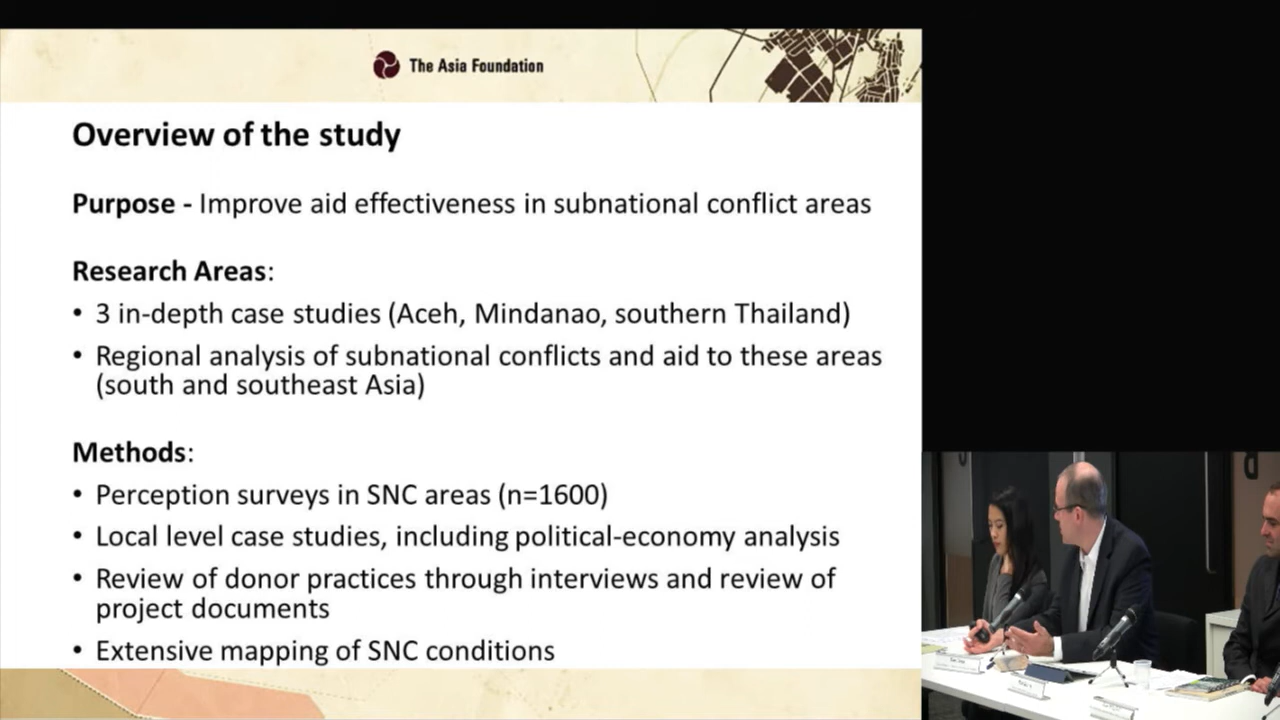 The Asia Foundation
Overview of the study
Purpose - Improve aid effectiveness in subnational conflict areas
Research Areas:
• 3 in-depth case studies (Aceh, Mindanao, southern Thailand)
• Regional analysis of subnational conflicts and aid to these areas
(south and southeast Asia)
Methods:
• Perception surveys in SNC areas (n=1600)
• Local level case studies, including political-economy analysis
• Review of donor practices through interviews and review of
project documents
• Extensive mapping of SNC conditions